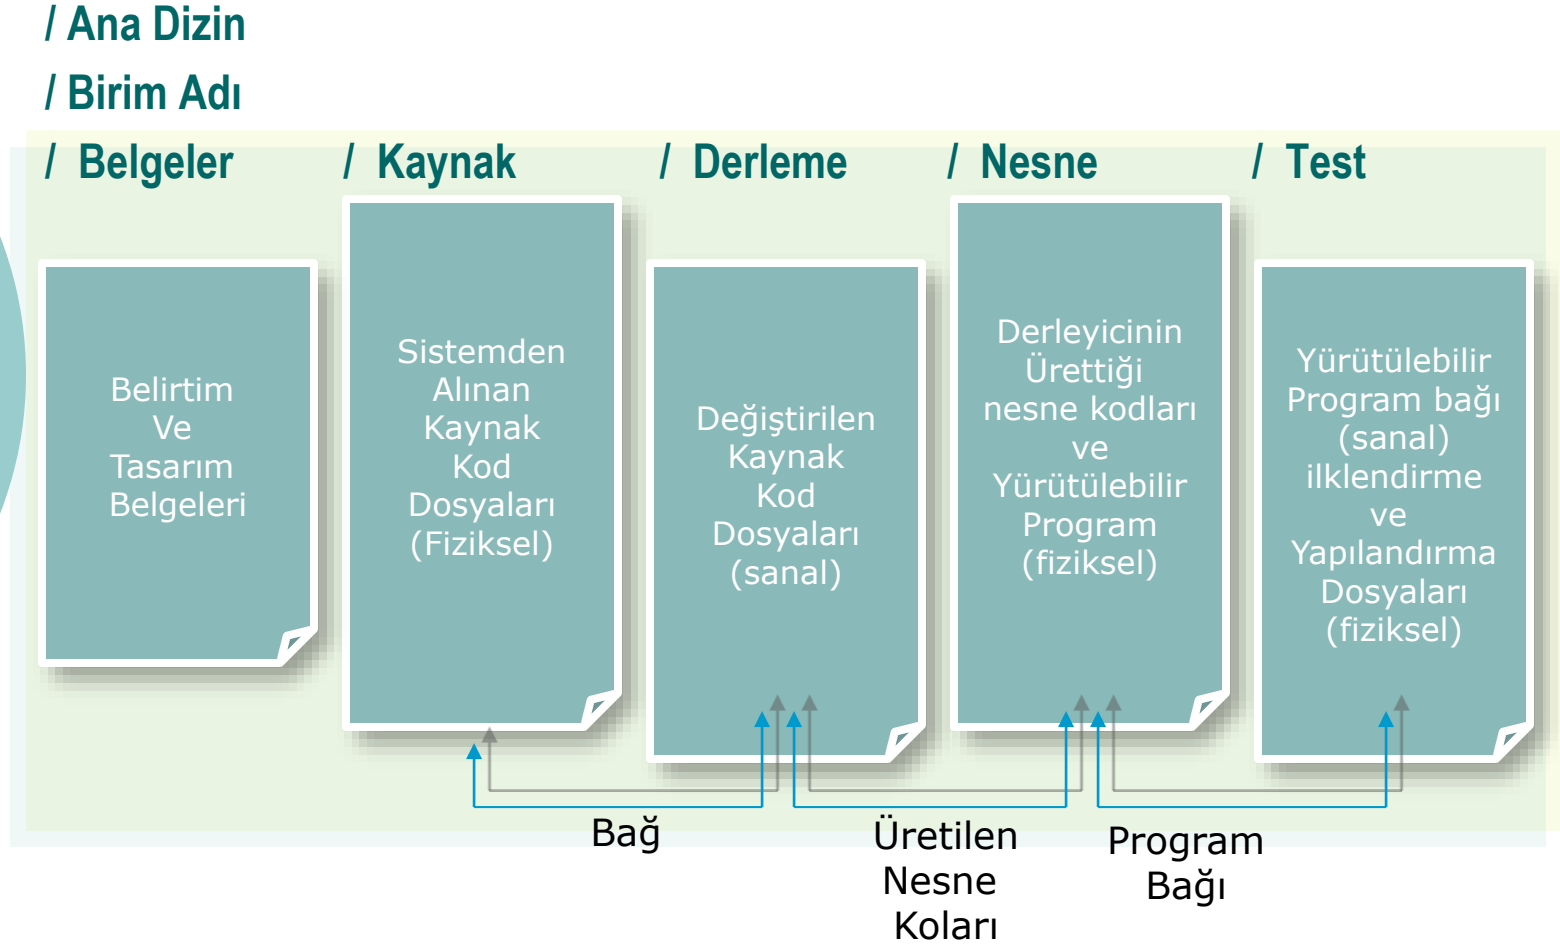 / Ana Dizin
/ Birim Adı
/ Belgeler
/ Kaynak
/ Derleme
/ Nesne
/ Test
Belirtim
Ve
Tasarım
Belgeleri
Sistemden
Alınan
Kaynak
Kod
Dosyaları
(Fiziksel)
Değiştirilen
Kaynak
Kod
Dosyaları
(sanal)
Derleyicinin
Ürettiği
nesne kodları
ve
Yürütülebilir
Program
(fiziksel)
Yürütülebilir
Program bağı
(sanal)
ilklendirme
ve
Yapılandırma
Dosyaları
(fiziksel)
Bağ
Üretilen
Nesne
Koları
Program
Bağı